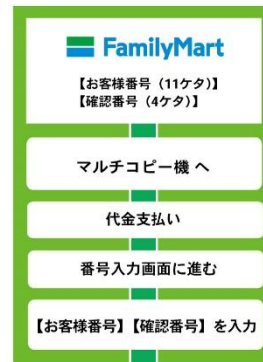 FamilyMart
【お客様番号（11ケタ）】
【確認番号（4ケタ）】
マルチコピー機 へ
代金支払い
番号入力画面に進む
【お客様番号】【確認番号】を入力